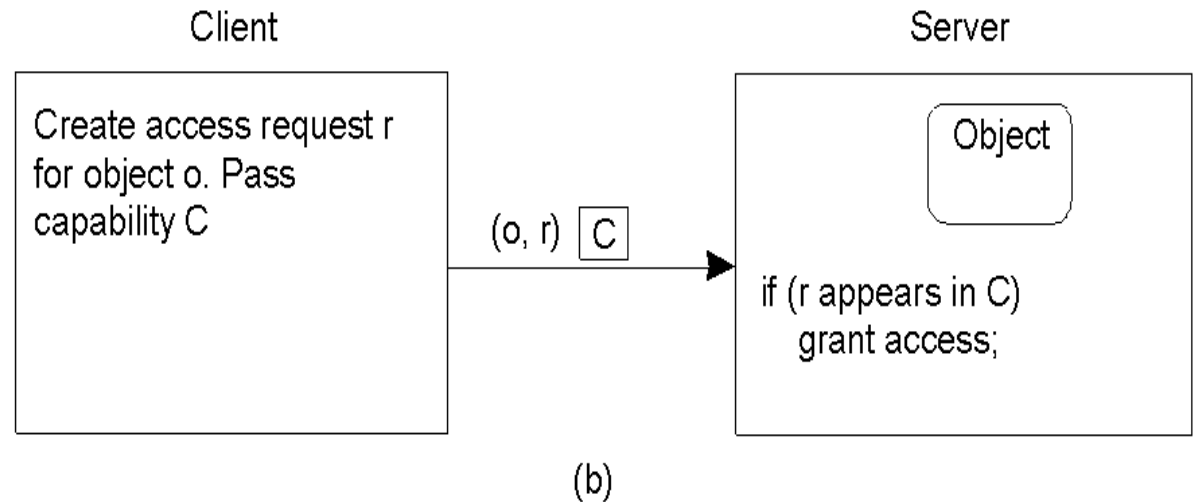 Client
Server
Create access request r
for object o. Pass
capability C
(o, r) C
Object
if (r appears in C)
grant access;
(b)